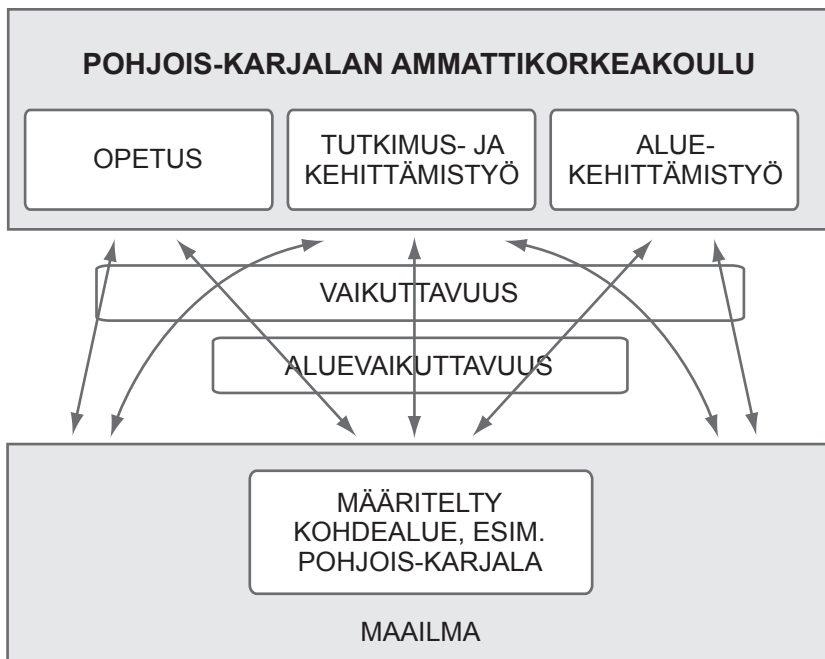 POHJOIS-KARJALAN AMMATTIKORKEAKOULU
OPETUS
TUTKIMUS- JA
KEHITTÄMISTYÖ
ALUE-
KEHITTÄMISTYÖ
VAIKUTTAVUUS
ALUEVAIKUTTAVUUS
MÄÄRITELTY
KOHDEALUE, ESIM.
POHJOIS-KARJALA
MAAILMA